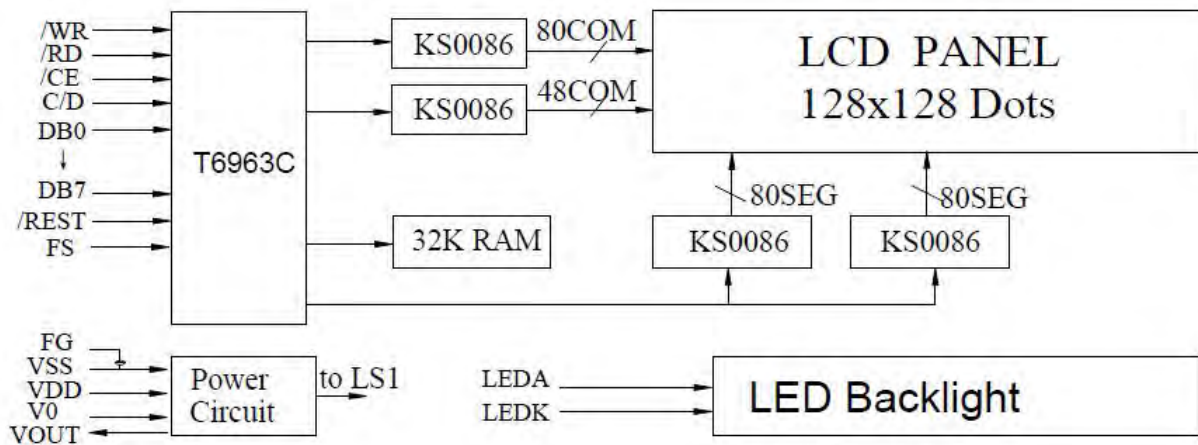 /WR
/RD
/CE
C/D
DB0
DB7
/REST
FS
T6963C
KS0086
80COM
KS0086
48COM
LCD PANEL
128x128 Dots
80SEG
80SEG
32K RAM
KS0086
KS0086
FG
VSS
VDD
V0
VOUT
Power
Circuit
to LS1
LEDA
LEDK
LED Backlight